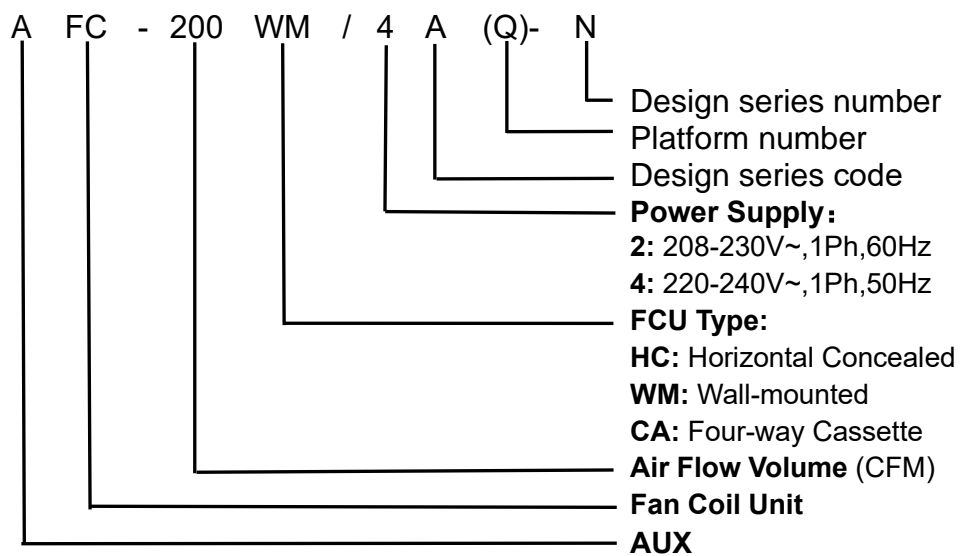 A FC - 200 WM / 4 A (Q)- N
Design series number
Platform number
Design series code
Power Supply：
2: 208-230V~,1Ph,60Hz
4: 220-240V~,1Ph,50Hz
FCU Type:
HC: Horizontal Concealed
WM: Wall-mounted
CA: Four-way Cassette
Air Flow Volume (CFM)
Fan Coil Unit
AUX